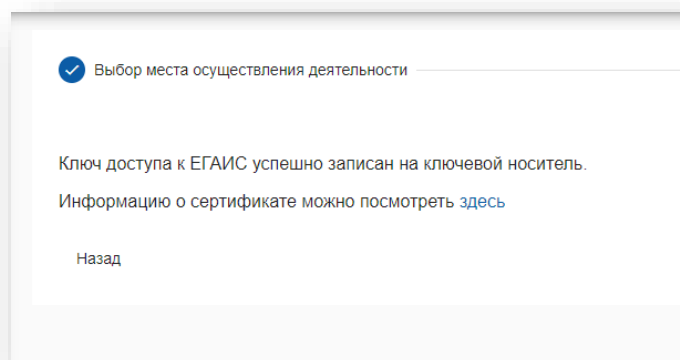 Выбор места осуществления деятельности
Ключ доступа к ЕГАИС успешно записан на ключевой носитель.
Информацию о сертификате можно посмотреть здесь
Назад